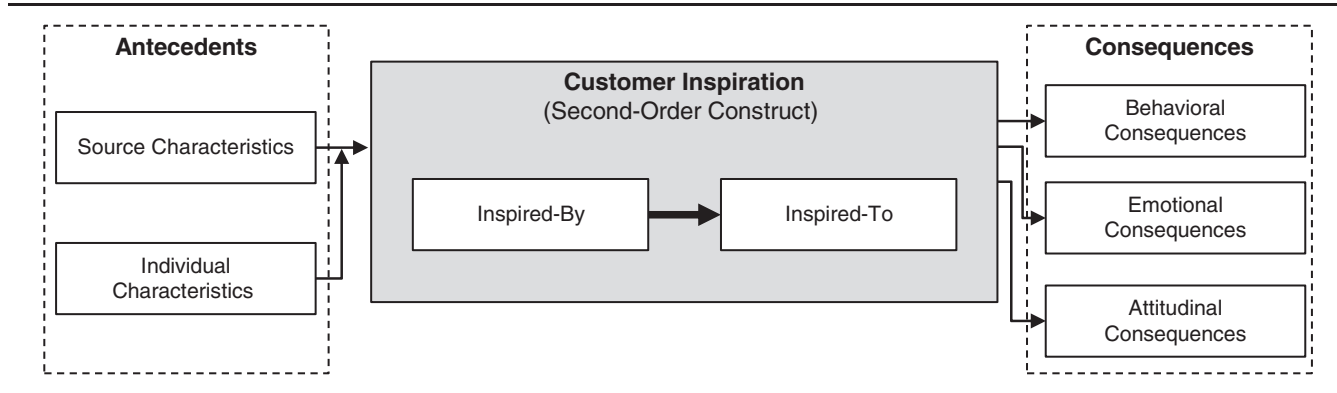 Antecedents
Source Characteristics
Individual
Characteristics
Customer Inspiration
(Second-Order Construct)
Inspired-By
Inspired-To
Consequences
Behavioral
Consequences
Emotional
Consequences
Attitudinal
Consequences